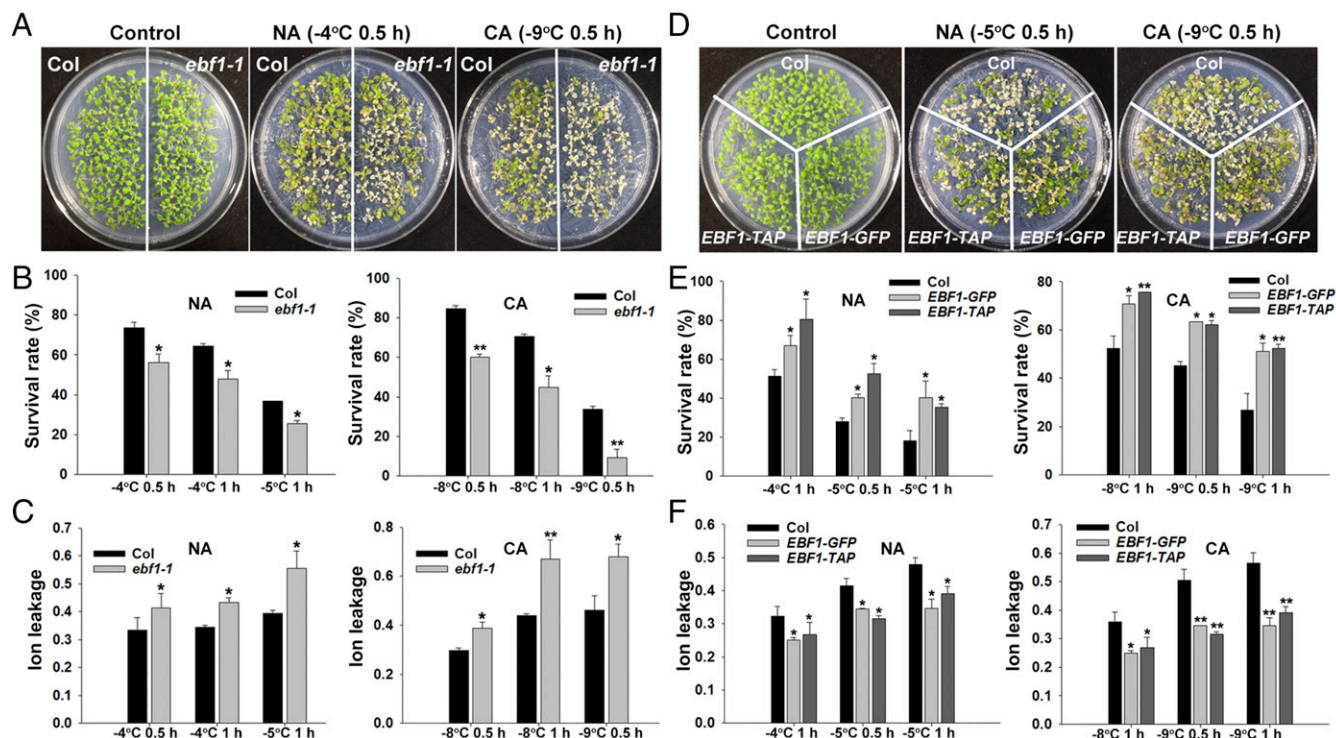 A
Control
NA (-4°C 0.5 h)
CA (-9°C 0.5 h)
Col
ebf1-1
Col
ebf1-1
Col
ebf1-1
B
Survival rate (%)
100
80
60
40
20
0
NA
Col
ebf1-1
*
*
*
-4°C 0.5 h
-4°C 1 h
-5°C 1 h
Survival rate (%)
100
80
60
40
20
0
CA
Col
ebf1-1
**
*
**
-8°C 0.5 h
-8°C 1 h
-9°C 0.5 h
C
Ion leakage
0.7
0.6
0.5
0.4
0.3
0.2
0.1
0.0
Col
ebf1-1
NA
*
*
*
-4°C 0.5 h
-4°C 1 h
-5°C 1 h
Ion leakage
0.8
0.6
0.4
0.2
0.0
Col
ebf1-1
CA
*
**
*
-8°C 0.5 h
-8°C 1 h
-9°C 0.5 h
D
Control
NA (-5°C 0.5 h)
CA (-9°C 0.5 h)
Col
EBF1-TAP
EBF1-GFP
Col
EBF1-TAP
EBF1-GFP
Col
EBF1-TAP
EBF1-GFP
E
Survival rate (%)
100
80
60
40
20
0
NA
Col
EBF1-GFP
EBF1-TAP
*
*
*
*
*
*
-4°C 1 h
-5°C 0.5 h
-5°C 1 h
Survival rate (%)
80
60
40
20
0
CA
Col
EBF1-GFP
EBF1-TAP
*
**
*
*
*
**
-8°C 1 h
-9°C 0.5 h
-9°C 1 h
F
Ion leakage
0.6
0.5
0.4
0.3
0.2
0.1
0.0
Col
EBF1-GFP
EBF1-TAP
NA
*
*
*
*
*
*
-4°C 1 h
-5°C 0.5 h
-5°C 1 h
Ion leakage
0.7
0.6
0.5
0.4
0.3
0.2
0.1
0.0
Col
EBF1-GFP
EBF1-TAP
CA
*
*
**
**
**
**
-8°C 1 h
-9°C 0.5 h
-9°C 1 h